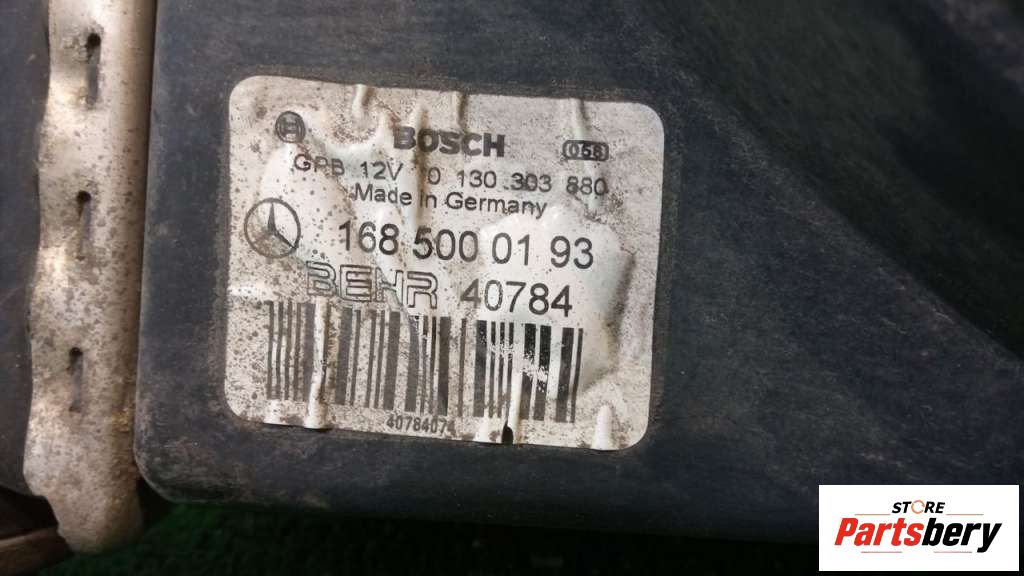 BOSCH
GPB 12V 0 130 303 880
Made in Germany
168 500 01 93
BEHR 40784
STORE
Partsbery